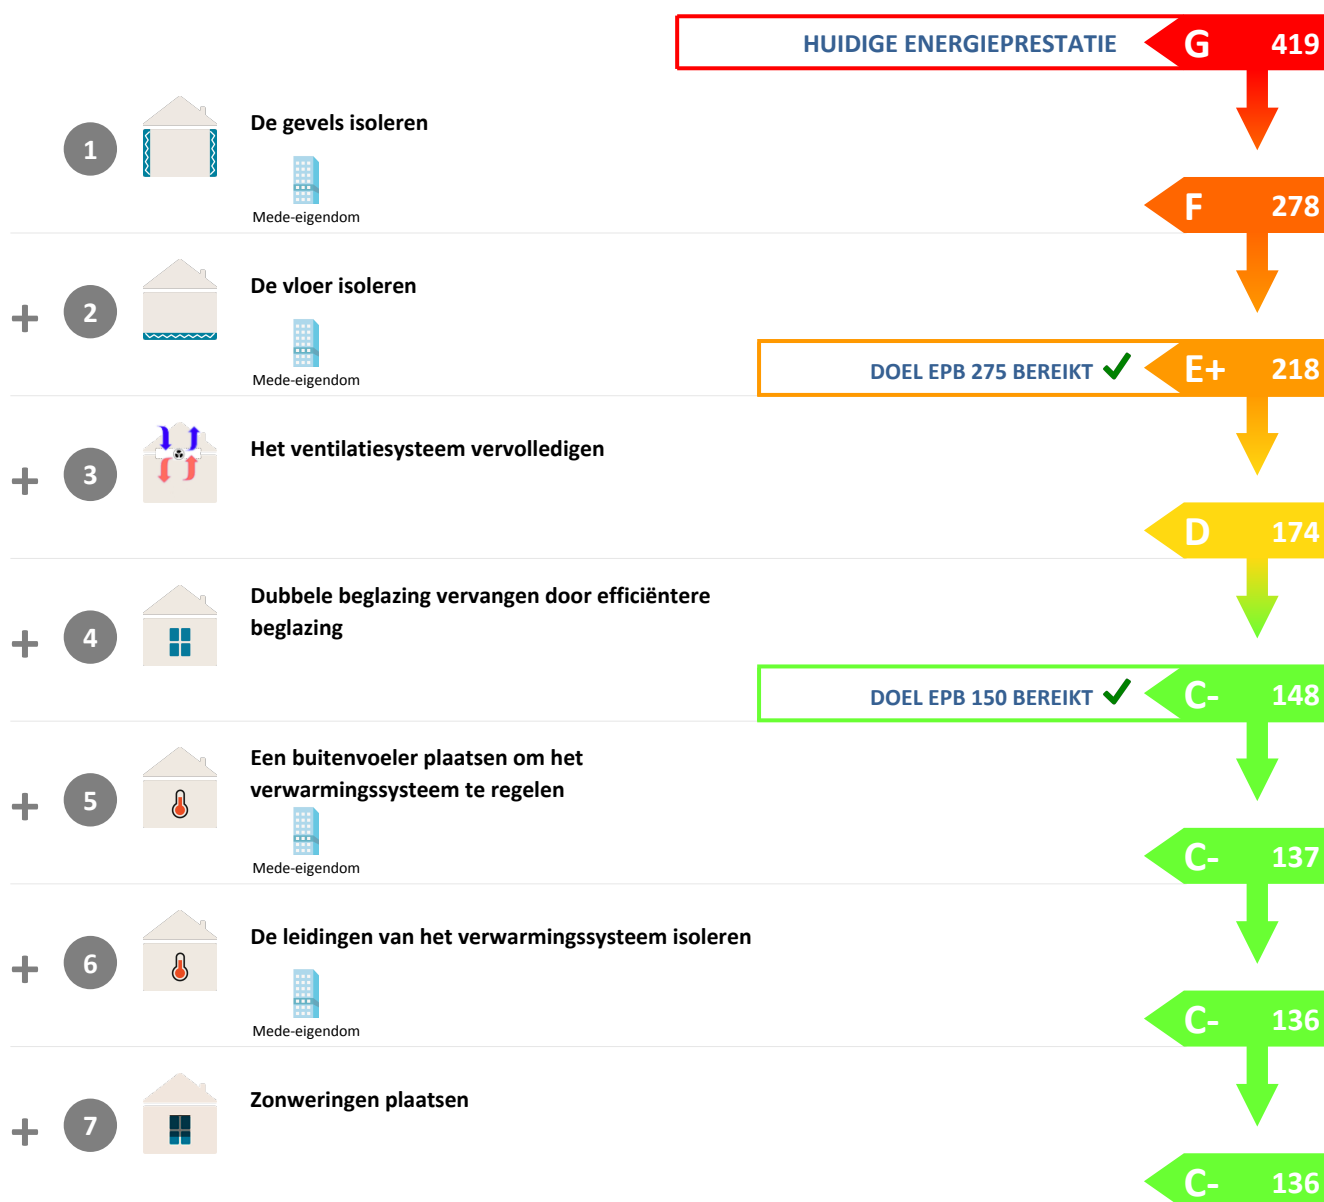 HUIDIGE ENERGIEPRESTATIE G 419
1 De gevels isoleren
Mede-eigendom
F 278
+ 2 De vloer isoleren
Mede-eigendom
DOEL EPB 275 BEREIKT ✔ E+ 218
+ 3 Het ventilatiesysteem vervolledigen
D 174
+ 4 Dubbele beglazing vervangen door efficiëntere
beglazing
DOEL EPB 150 BEREIKT ✔ C- 148
+ 5 Een buitenvoeler plaatsen om het
verwarmingssysteem te regelen
Mede-eigendom
C- 137
+ 6 De leidingen van het verwarmingssysteem isoleren
Mede-eigendom
C- 136
+ 7 Zonweringen plaatsen
C- 136